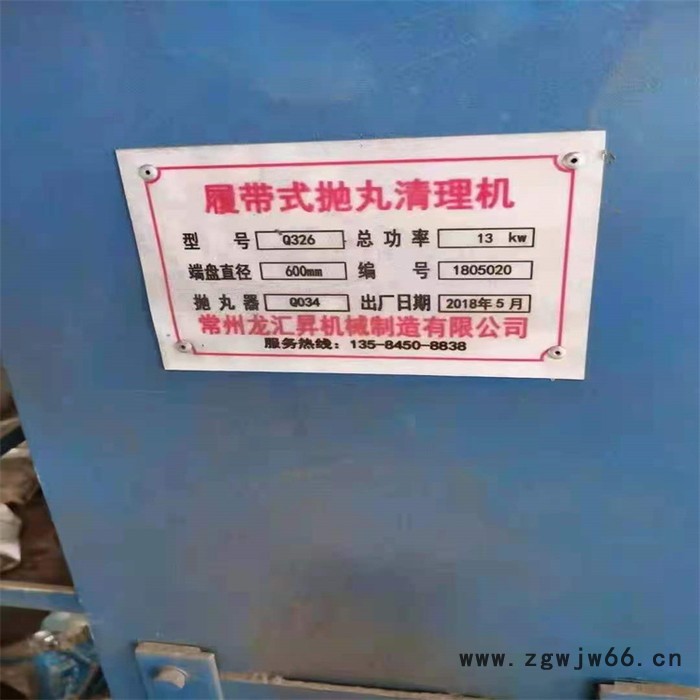 履带式抛丸清理机
型 号 Q326 总功率 13 kw
端盘直径 600mm 编 号 1805020
抛丸器 Q034 出厂日期 2018年5月
常州龙汇昇机械制造有限公司
服务热线：135-8450-8838
www.zgwjw66.cn